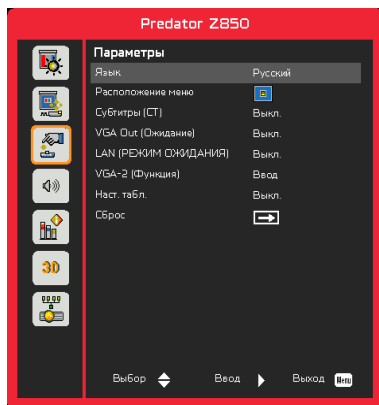 Predator Z850
Параметры
Язык Русский
Расположение меню
Субтитры (CT) Выкл.
VGA Out (Ожидание) Выкл.
LAN (РЕЖИМ ОЖИДАНИЯ) Выкл.
VGA-2 (Функция) Ввод
Наст. табл. Выкл.
Сброс
3D
Выбор Ввод Выход Menu